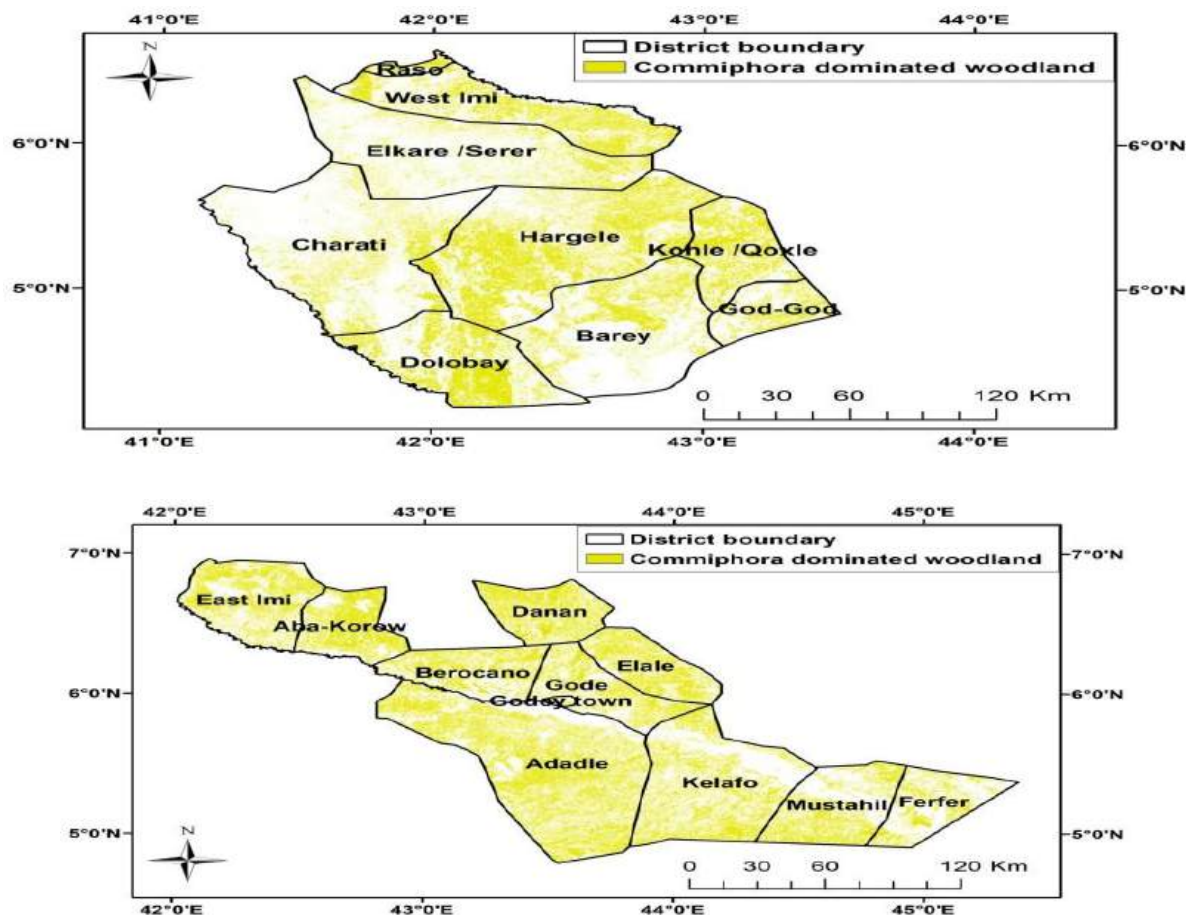 41°0'E 42°0'E 43°0'E 44°0'E
N
District boundary
Commiphora dominated woodland
Raso
West Imi
6°0'N 6°0'N
Elkare /Serer
Charati
Hargele
Kohle /Qoxle
5°0'N 5°0'N
God-God
Barey
Dolobay
0 30 60 120 Km
41°0'E 42°0'E 43°0'E 44°0'E
42°0'E 43°0'E 44°0'E 45°0'E
7°0'N 7°0'N
District boundary
Commiphora dominated woodland
East Imi
Danan
Aba-Korow
Berocano
Elale
Gode
6°0'N 6°0'N
Godey town
Adadle
Kelafo
Mustahil
Ferfer
5°0'N 5°0'N
N
0 30 60 120 Km
42°0'E 43°0'E 44°0'E 45°0'E